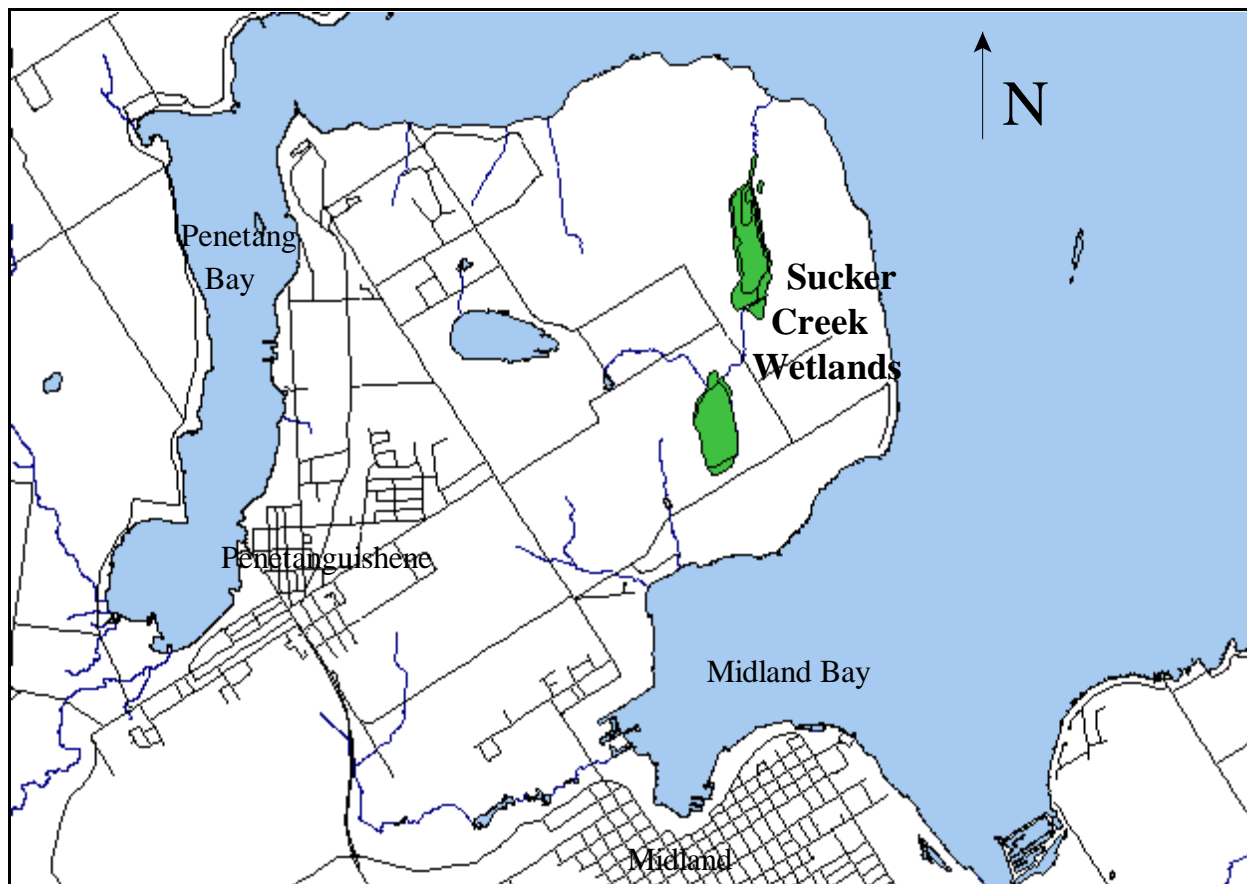 N
Penetang
Bay
Sucker
Creek
Wetlands
Penetanguishene
Midland Bay
Midland